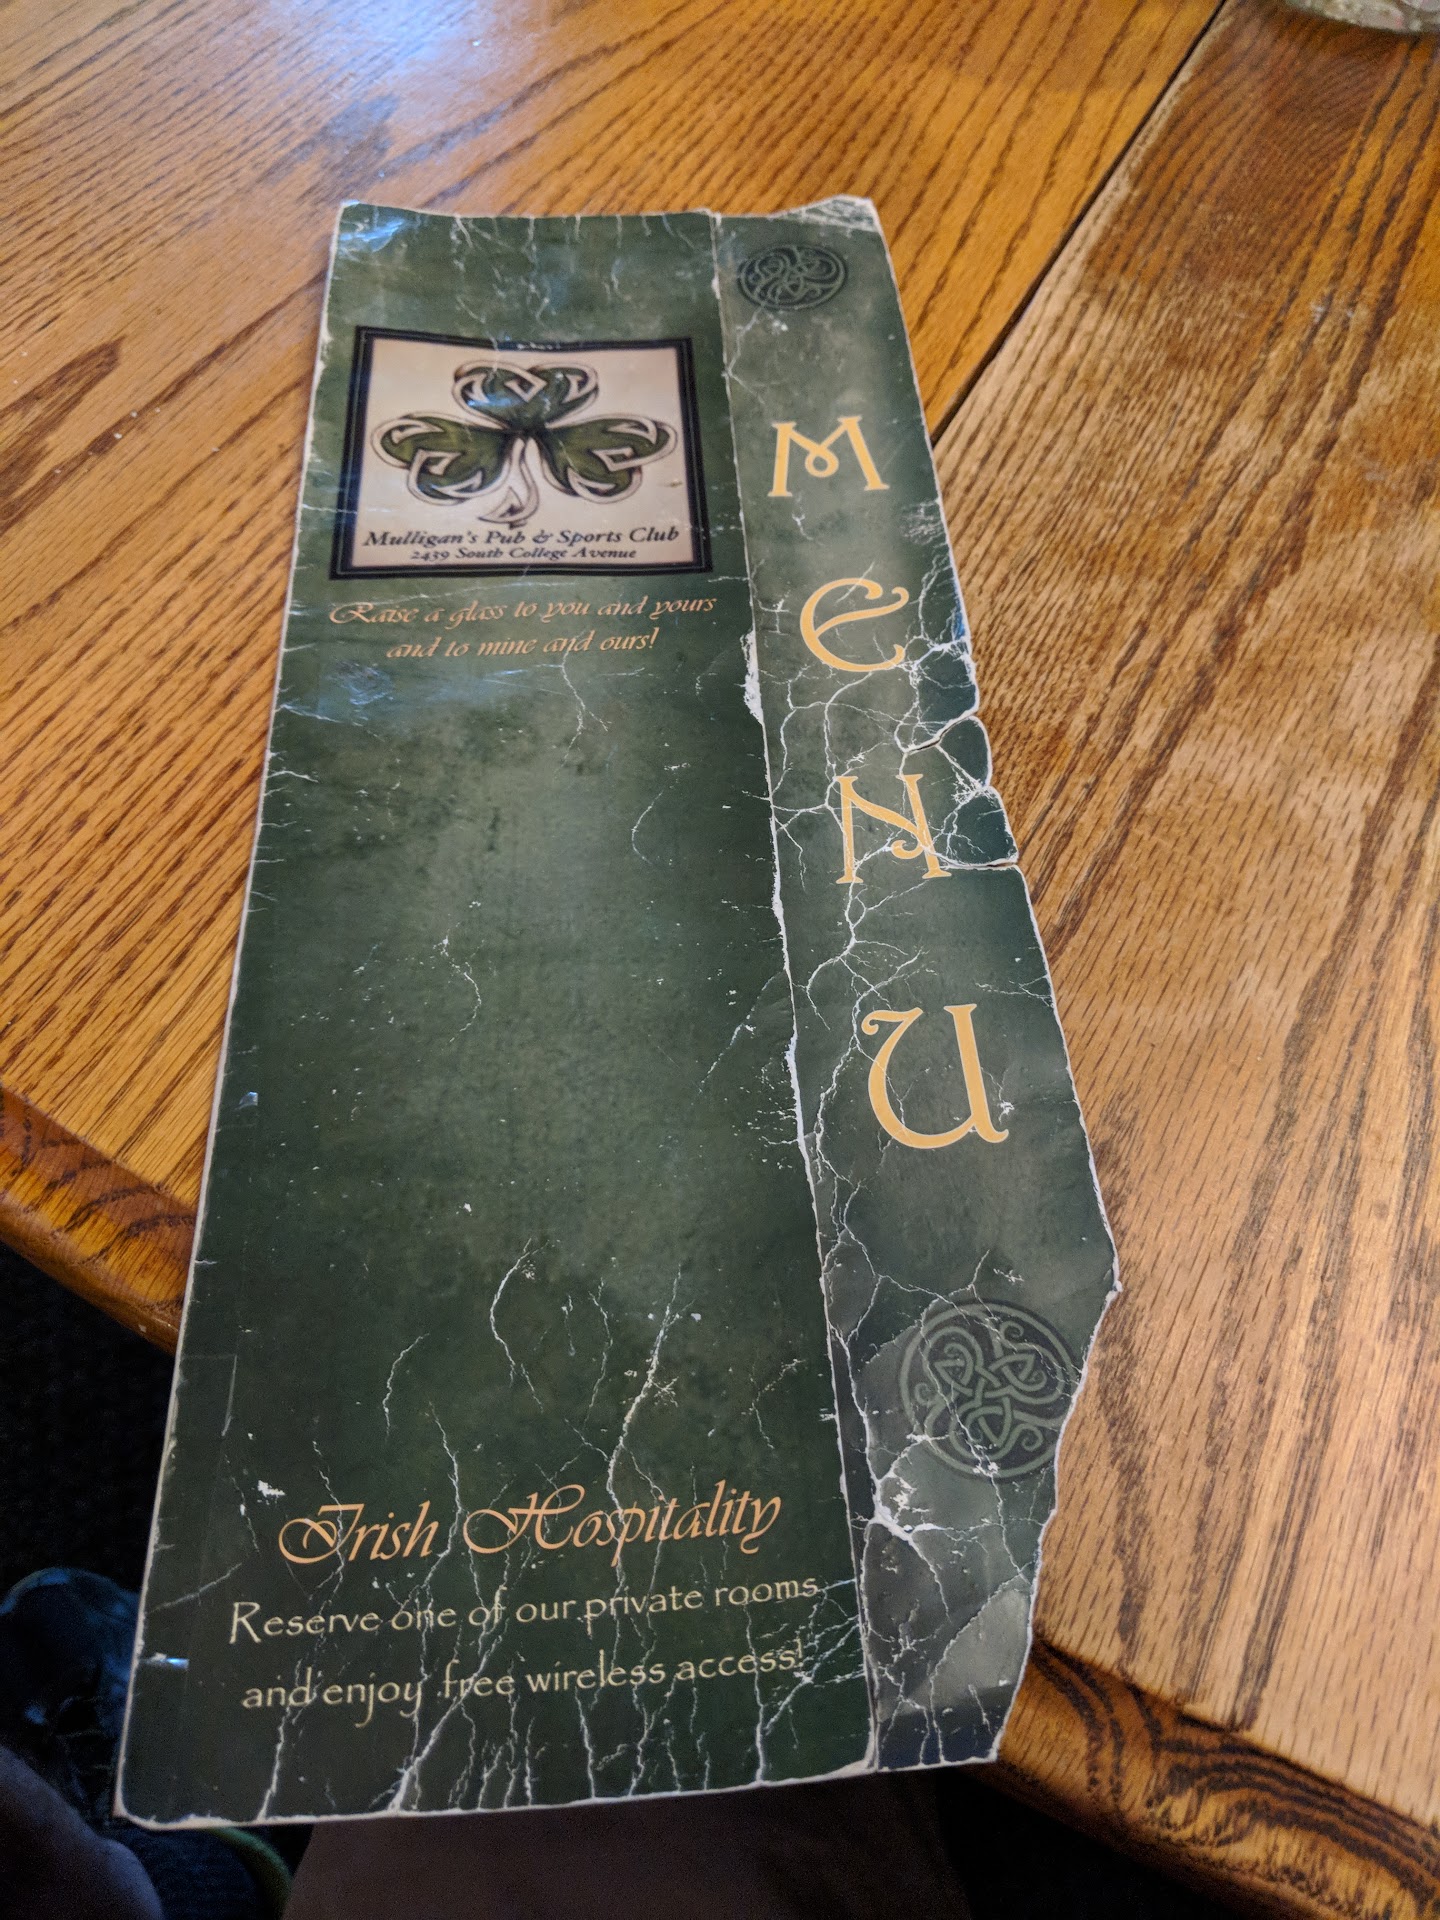 Mulligan's Pub & Sports Club
2439 South College Avenue
Raise a glass to you and yours
and to mine and ours!
MENU
Irish Hospitality
Reserve one of our private rooms
and enjoy free wireless access!